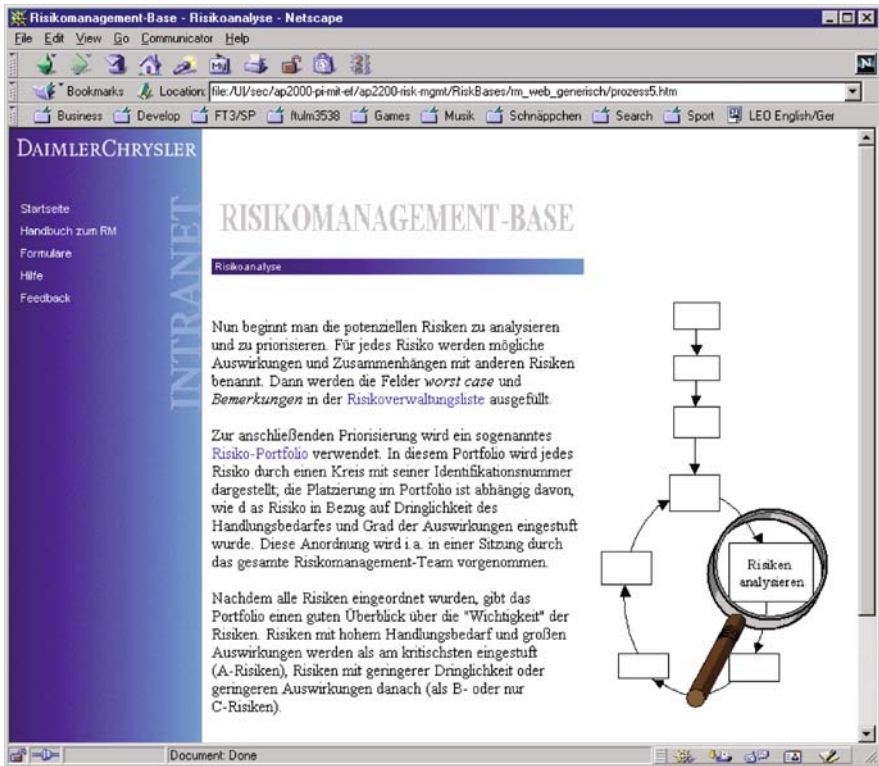 Risikomanagement-Base - Risikoanalyse - Netscape
File Edit View Go Communicator Help
Bookmarks Location: file:/U|/sec/ap2000-pi-mit-ef/ap2200-risk-mgmt/RiskBases/rm_web_generisch/prozess5.htm
Business Develop FT3/SP ftulm3538 Games Musik Schnäppchen Search Sport LEO English/Ger
DAIMLERCHRYSLER
INTRANET
Startseite
Handbuch zum RM
Formulare
Hilfe
Feedback
RISIKOMANAGEMENT-BASE
Risikoanalyse
Nun beginnt man die potenziellen Risiken zu analysieren
und zu priorisieren. Für jedes Risiko werden mögliche
Auswirkungen und Zusammenhängen mit anderen Risiken
benannt. Dann werden die Felder worst case und
Bemerkungen in der Risikoverwaltungsliste ausgefüllt.
Zur anschließenden Priorisierung wird ein sogenanntes
Risiko-Portfolio verwendet. In diesem Portfolio wird jedes
Risiko durch einen Kreis mit seiner Identifikationsnummer
dargestellt; die Platzierung im Portfolio ist abhängig davon,
wie d as Risiko in Bezug auf Dringlichkeit des
Handlungsbedarfes und Grad der Auswirkungen eingestuft
wurde. Diese Anordnung wird i.a. in einer Sitzung durch
das gesamte Risikomanagement-Team vorgenommen.
Nachdem alle Risiken eingeordnet wurden, gibt das
Portfolio einen guten Überblick über die "Wichtigkeit" der
Risiken. Risiken mit hohem Handlungsbedarf und großen
Auswirkungen werden als am kritischsten eingestuft
(A-Risiken), Risiken mit geringerer Dringlichkeit oder
geringeren Auswirkungen danach (als B- oder nur
C-Risiken).
Risiken
analysieren
Document: Done